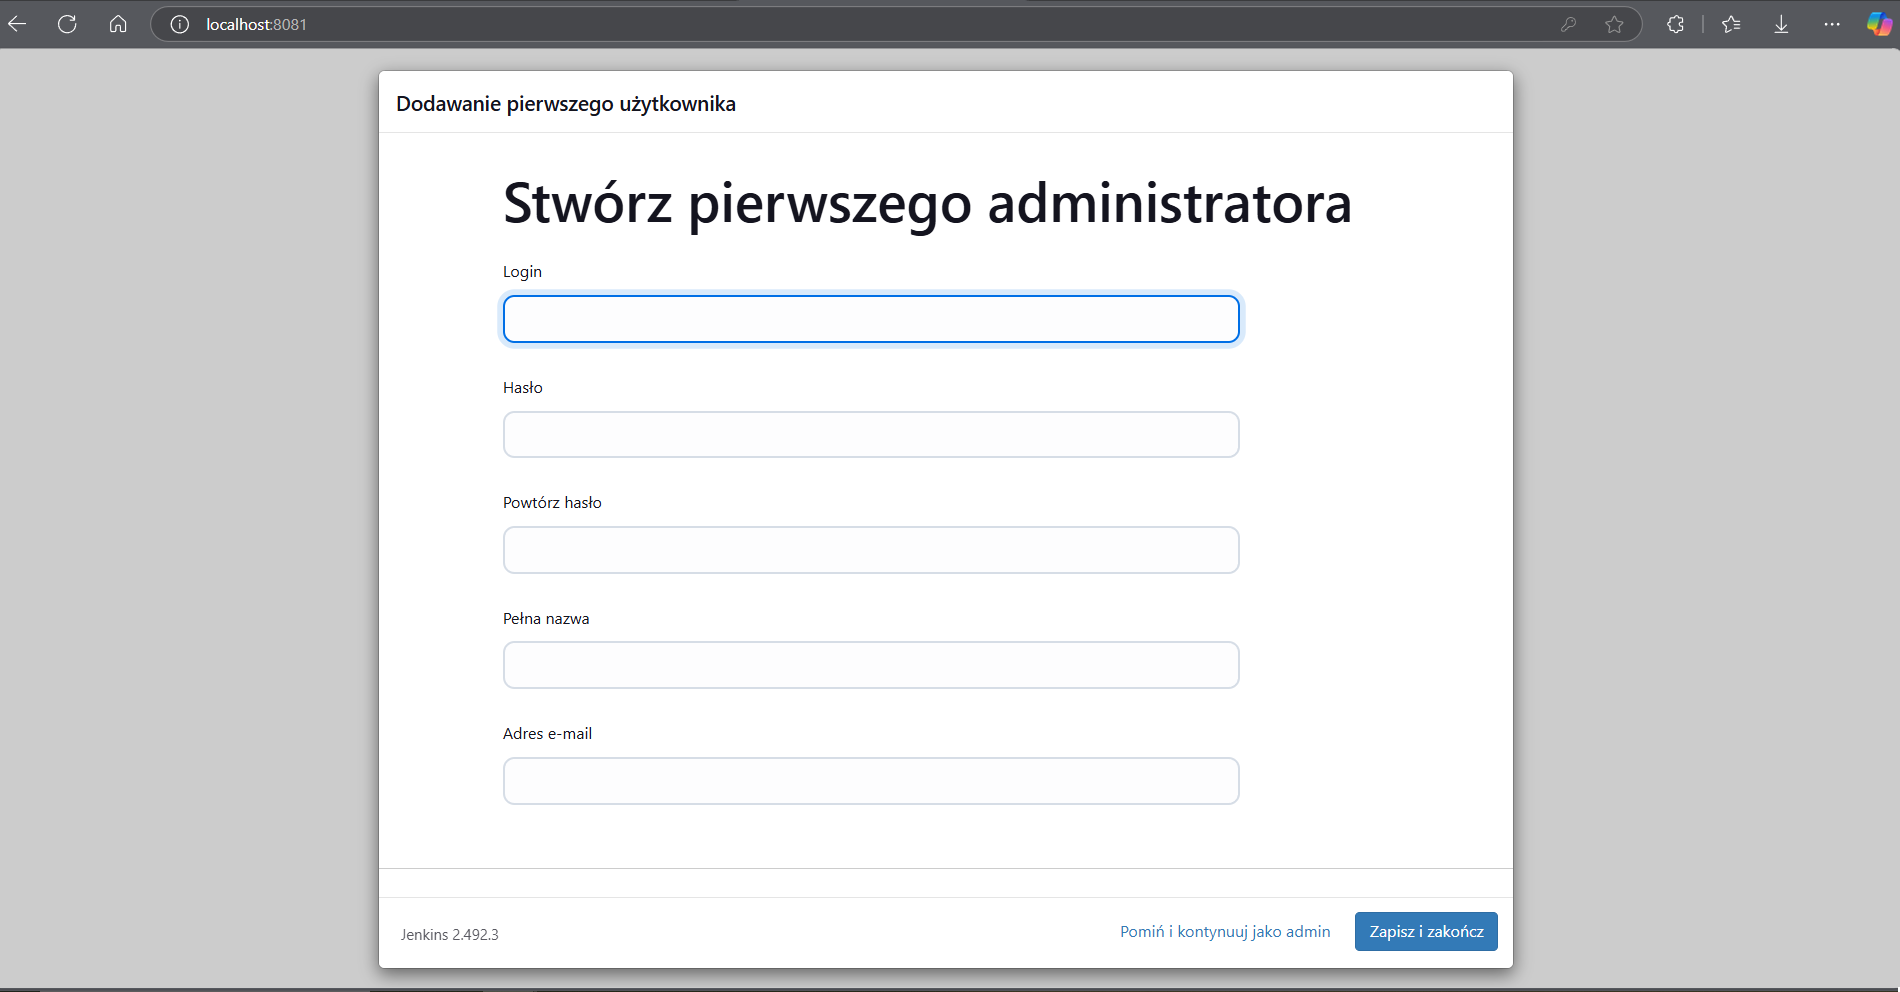 localhost:8081
Dodawanie pierwszego użytkownika
Stwórz pierwszego administratora
Login
Hasło
Powtórz hasło
Pełna nazwa
Adres e-mail
Jenkins 2.492.3
Pomiń i kontynuuj jako admin
Zapisz i zakończ